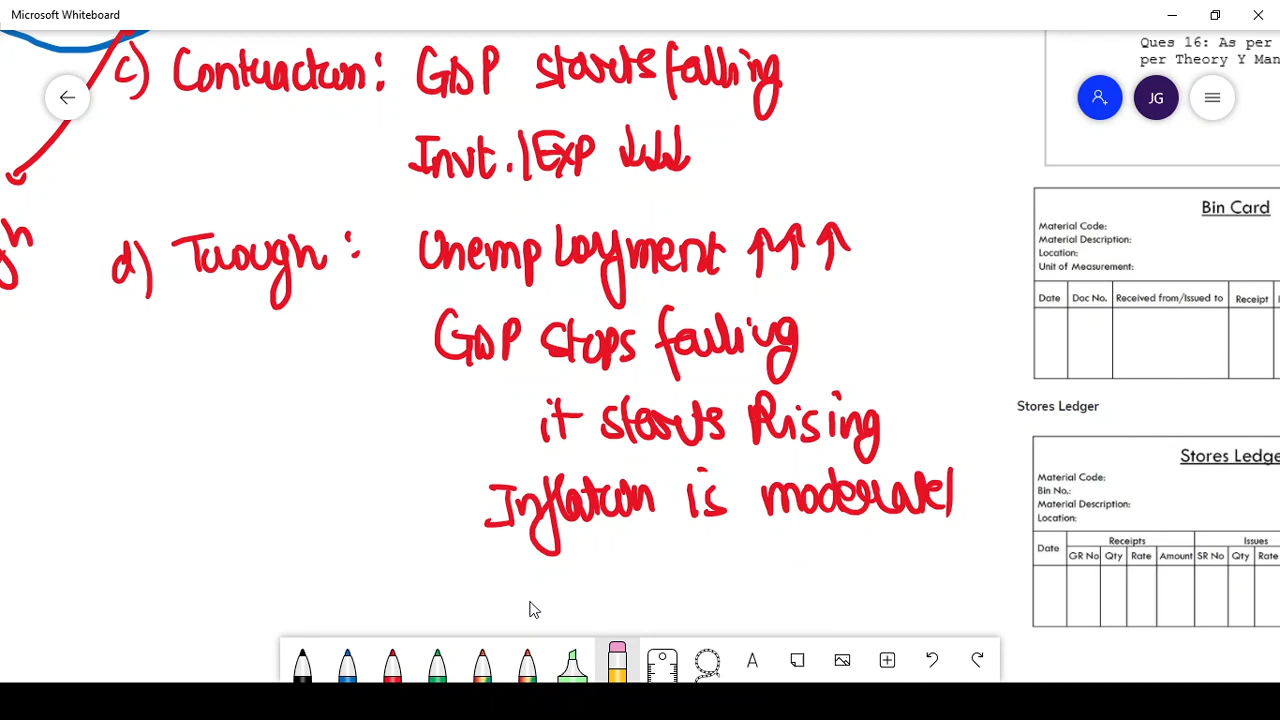 Microsoft Whiteboard
c) Contraction: GDP starts falling
Invt. | Exp ↓↓↓
d) Trough: Unemployment ↑↑↑
GDP stops falling
it starts Rising
Inflation is moderate/
Ques 16: As per
per Theory Y Man
JG
Bin Card
Material Code:
Material Description:
Location:
Unit of Measurement:
Date Doc No. Received from/Issued to Receipt
Stores Ledger
Stores Ledge
Material Code:
Bin No.:
Material Description:
Location:
Date Receipts Issues
GR No Qty Rate Amount SR No Qty Rate